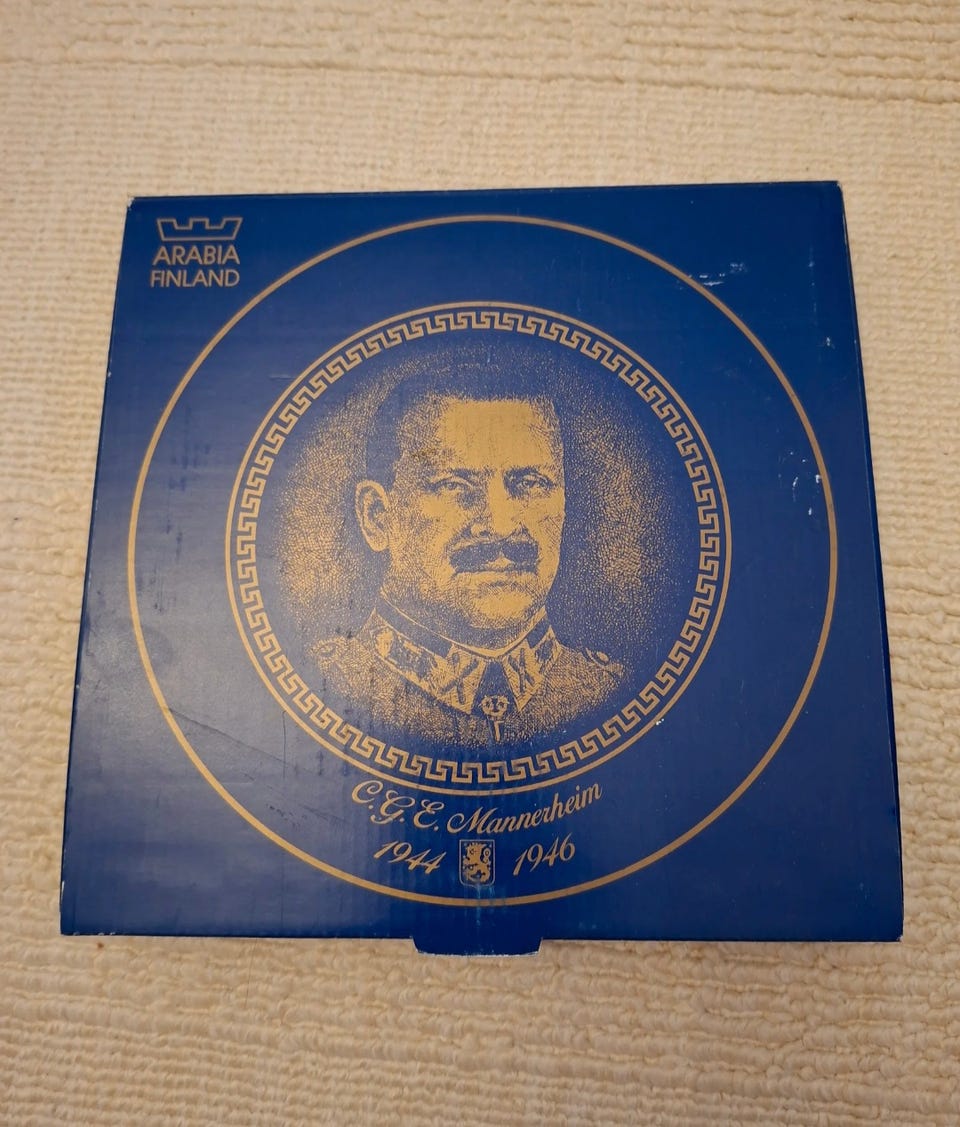 ARABIA
FINLAND
C.G.E. Mannerheim
1944 1946